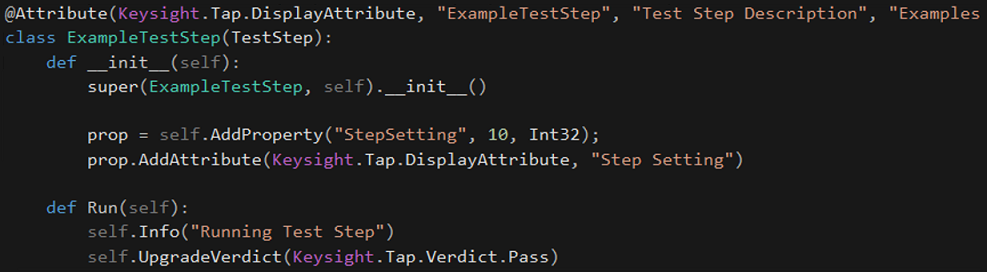 @Attribute(Keysight.Tap.DisplayAttribute, "ExampleTestStep", "Test Step Description", "Examples
class ExampleTestStep(TestStep):
    def __init__(self):
        super(ExampleTestStep, self).__init__()

        prop = self.AddProperty("StepSetting", 10, Int32);
        prop.AddAttribute(Keysight.Tap.DisplayAttribute, "Step Setting")

    def Run(self):
        self.Info("Running Test Step")
        self.UpgradeVerdict(Keysight.Tap.Verdict.Pass)